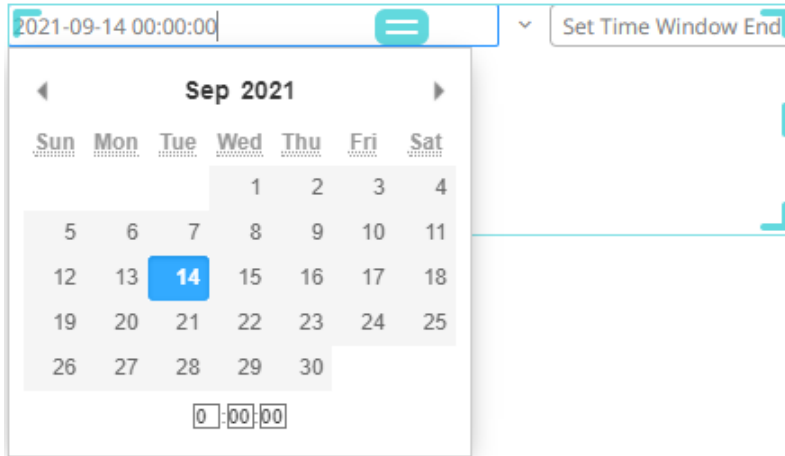 2021-09-14 00:00:00 Set Time Window End
Sep 2021
Sun Mon Tue Wed Thu Fri Sat
1 2 3 4
5 6 7 8 9 10 11
12 13 14 15 16 17 18
19 20 21 22 23 24 25
26 27 28 29 30
0 :00:00